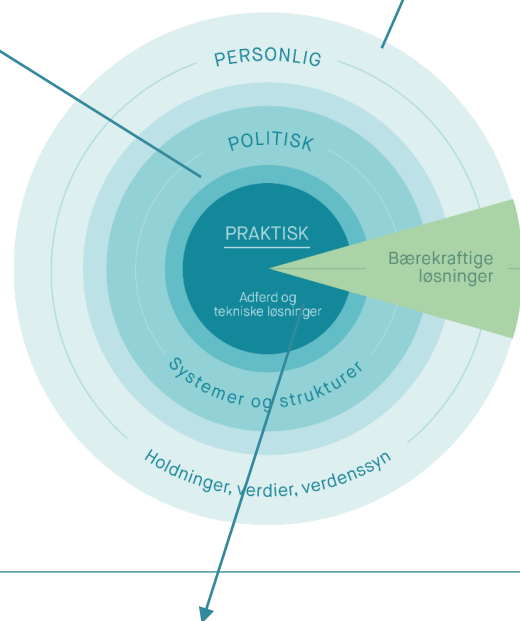 PERSONLIG
POLITISK
PRAKTISK
Adferd og
tekniske løsninger
Bærekraftige
løsninger
Systemer og strukturer
Holdninger, verdier, verdenssyn